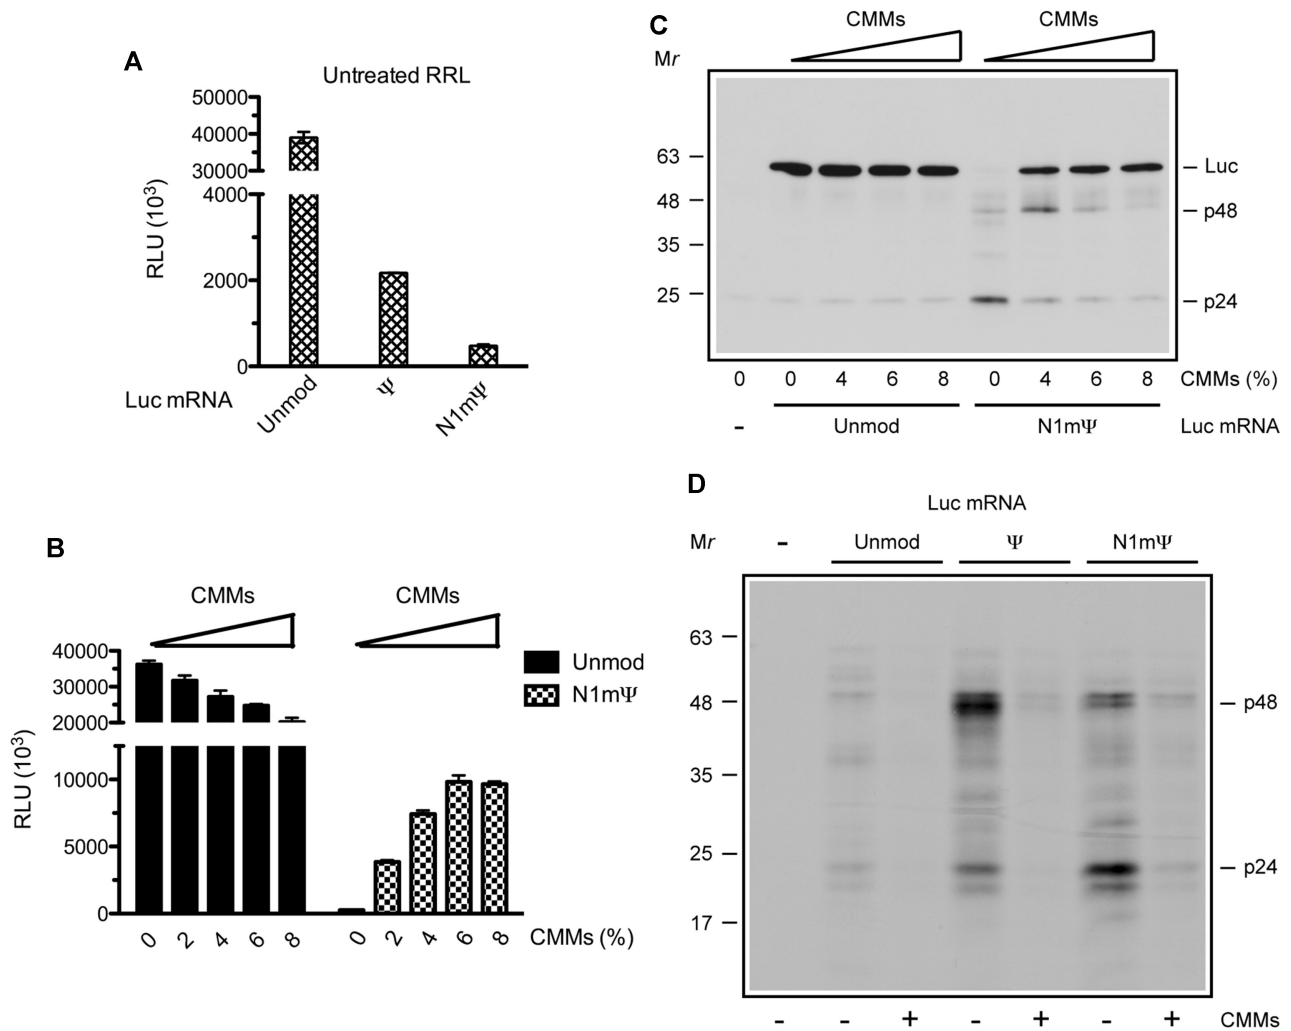 A
Untreated RRL
50000
40000
30000
4000
2000
0
RLU (10³)
Luc mRNA
Unmod
Ψ
N1mΨ
B
CMMs
CMMs
40000
30000
20000
10000
5000
0
RLU (10³)
Unmod
N1mΨ
0 2 4 6 8 0 2 4 6 8 CMMs (%)
C
CMMs CMMs
Mr
63
48
35
25
Luc
p48
p24
0 0 4 6 8 0 4 6 8 CMMs (%)
- Unmod N1mΨ Luc mRNA
D
Luc mRNA
Mr - Unmod Ψ N1mΨ
63
48
35
25
17
p48
p24
- - + - + - + CMMs